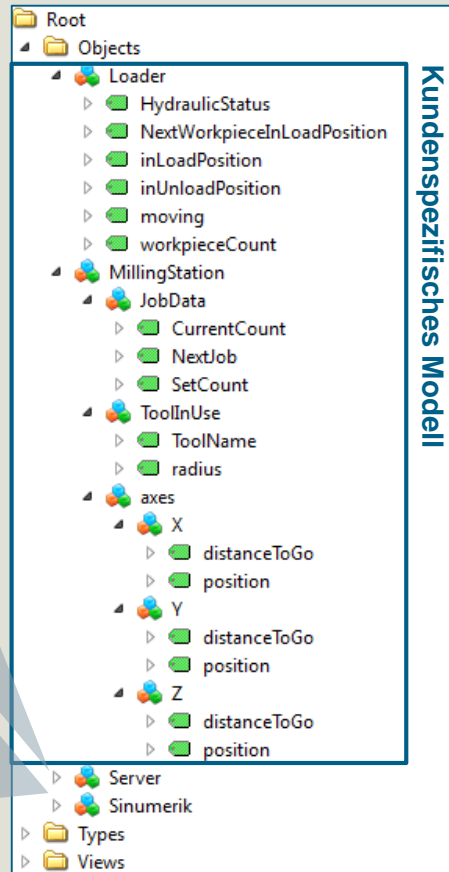 Root
Objects
Loader
HydraulicStatus
NextWorkpieceInLoadPosition
inLoadPosition
inUnloadPosition
moving
workpieceCount
MillingStation
JobData
CurrentCount
NextJob
SetCount
ToolInUse
ToolName
radius
axes
X
distanceToGo
position
Y
distanceToGo
position
Z
distanceToGo
position
Server
Sinumerik
Types
Views
Kundenspezifisches Modell